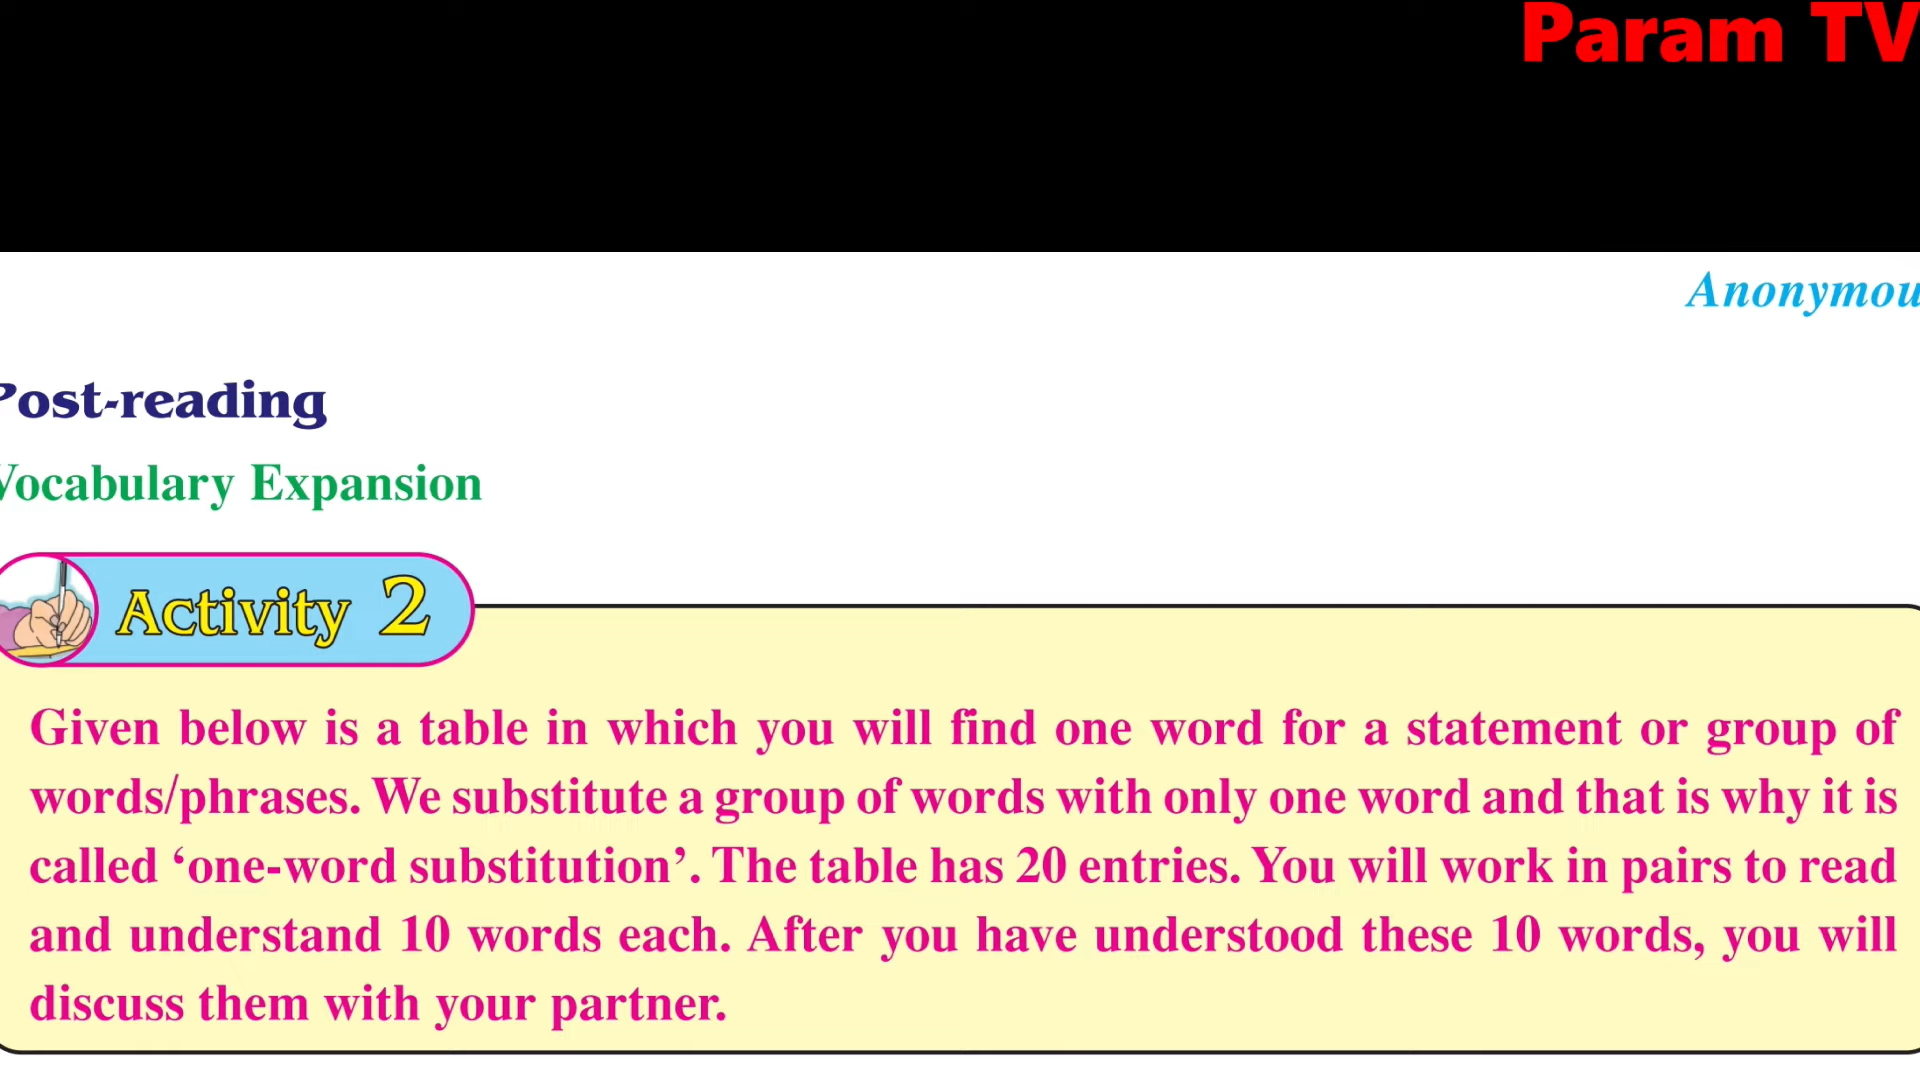 Param TV
Anonymou
Post-reading
Vocabulary Expansion
Activity 2
Given below is a table in which you will find one word for a statement or group of
words/phrases. We substitute a group of words with only one word and that is why it is
called ‘one-word substitution’. The table has 20 entries. You will work in pairs to read
and understand 10 words each. After you have understood these 10 words, you will
discuss them with your partner.